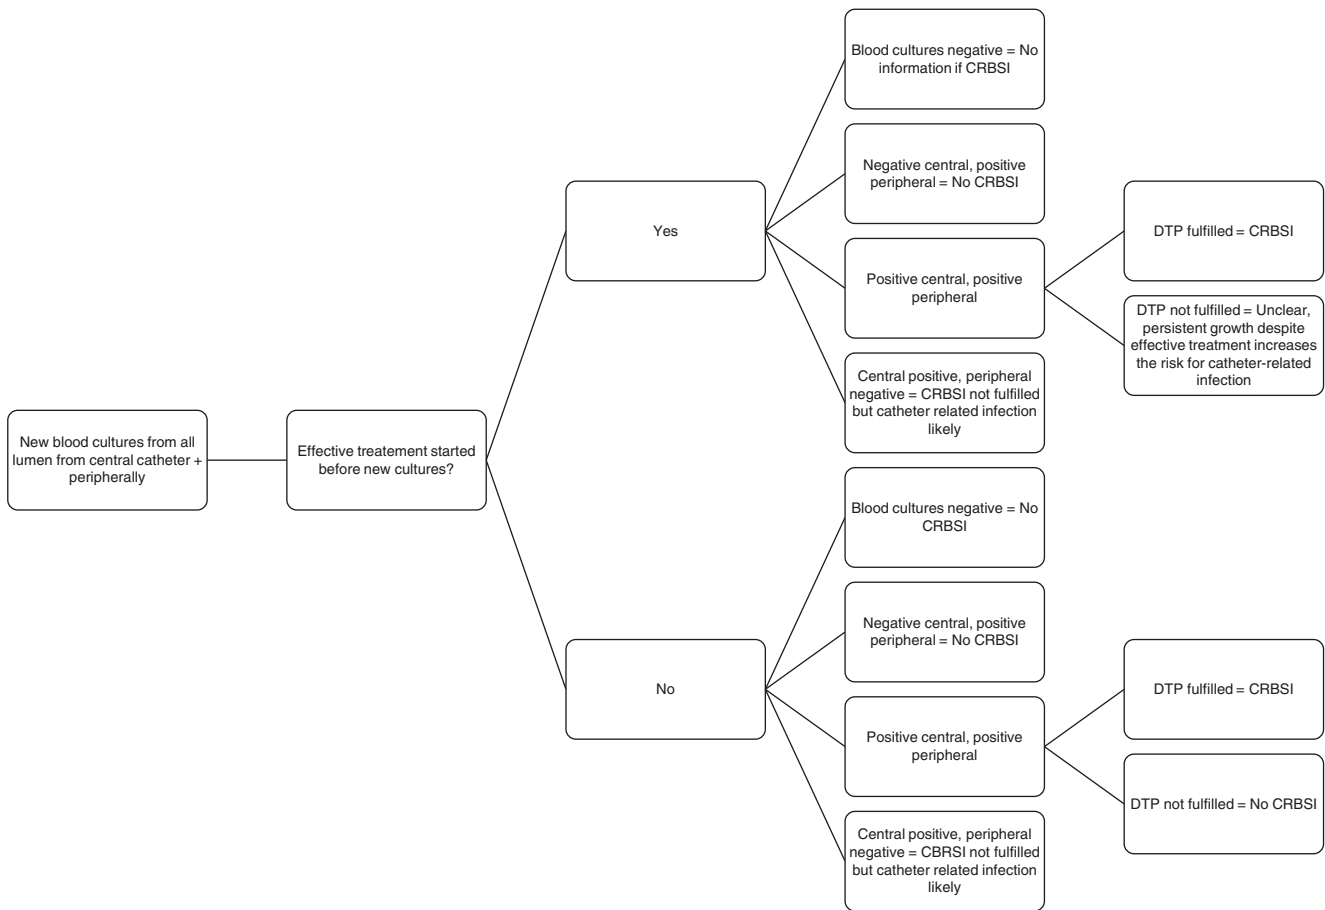 New blood cultures from all
lumen from central catheter +
peripherally
Effective treatement started
before new cultures?
Yes
Blood cultures negative = No
information if CRBSI
Negative central, positive
peripheral = No CRBSI
Positive central, positive
peripheral
DTP fulfilled = CRBSI
DTP not fulfilled = Unclear,
persistent growth despite
effective treatment increases
the risk for catheter-related
infection
Central positive, peripheral
negative = CRBSI not fulfilled
but catheter related infection
likely
No
Blood cultures negative = No
CRBSI
Negative central, positive
peripheral = No CRBSI
Positive central, positive
peripheral
DTP fulfilled = CRBSI
DTP not fulfilled = No CRBSI
Central positive, peripheral
negative = CBRSI not fulfilled
but catheter related infection
likely